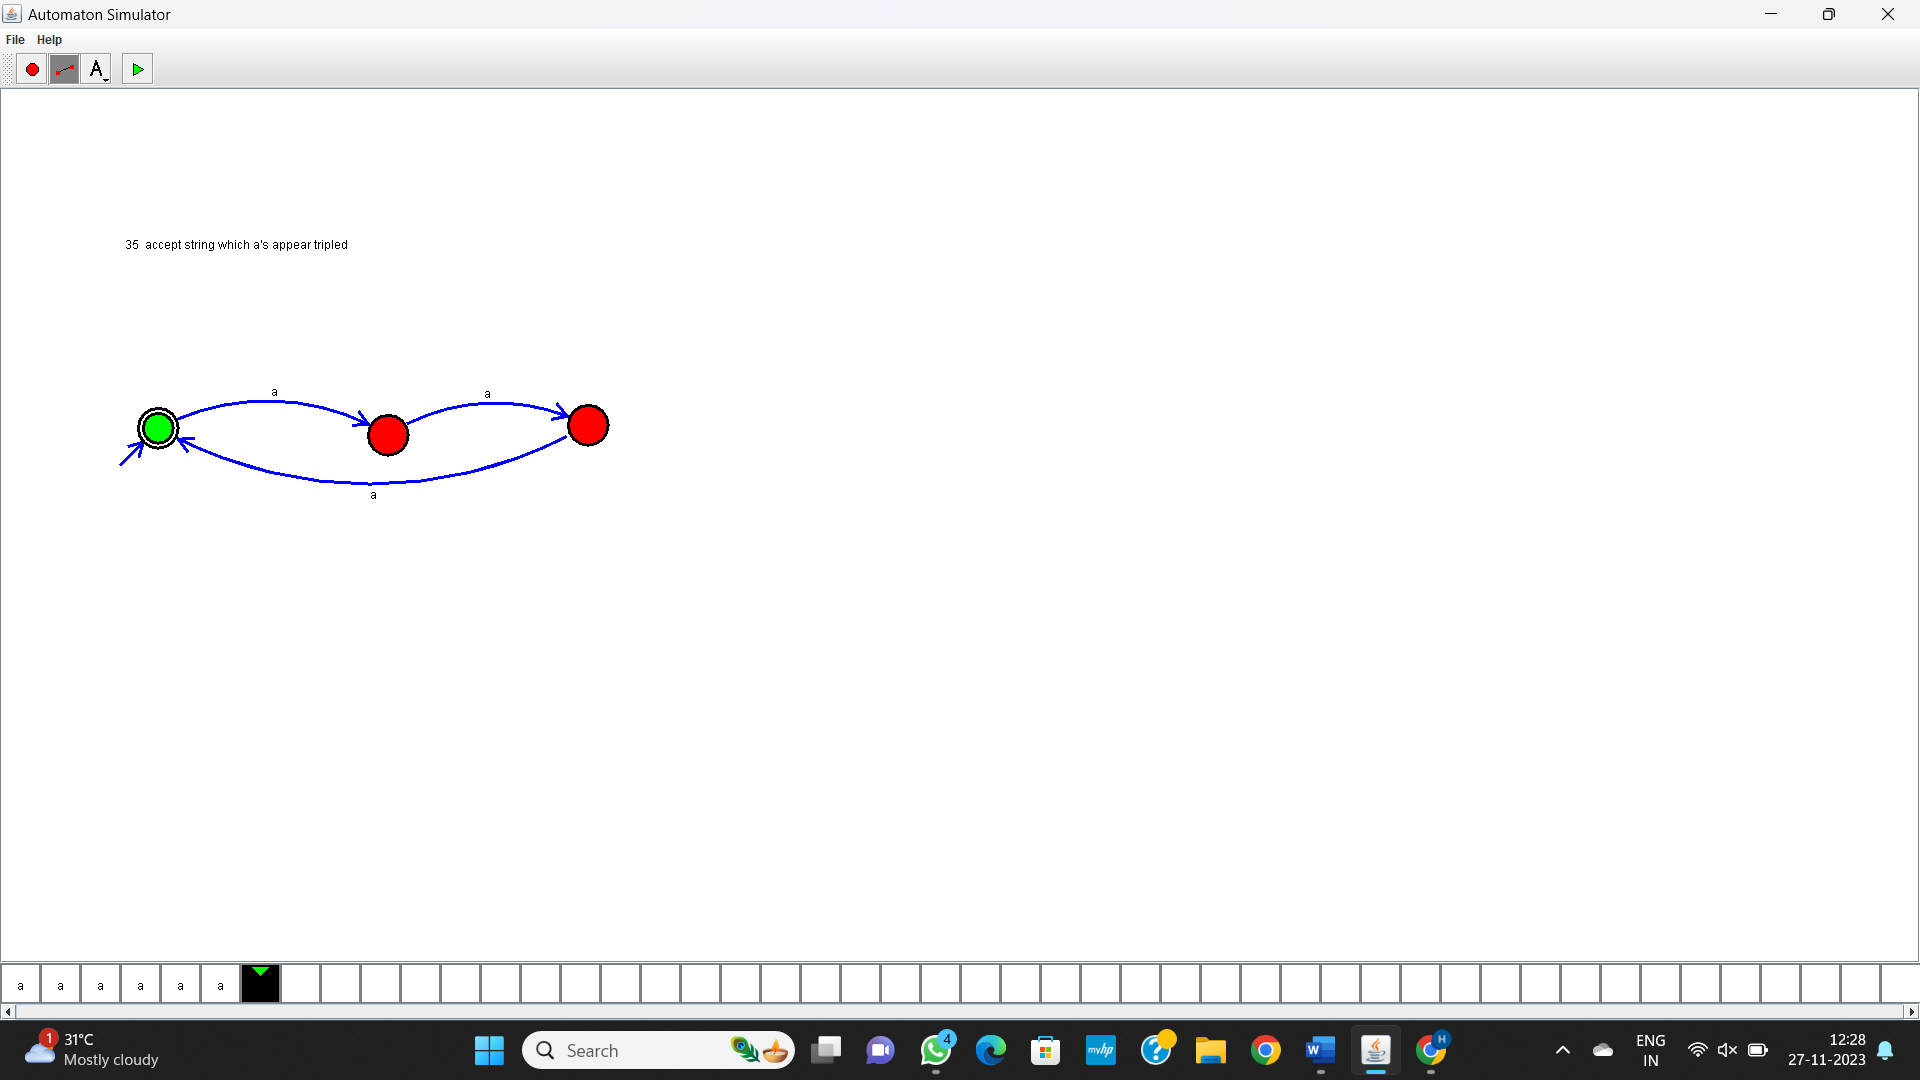 Automaton Simulator
File Help
A
35 accept string which a's appear tripled
a a
a
a a a a a a
1 31°C
Mostly cloudy
Search
4
myhp
?
W
H
ENG
IN
12:28
27-11-2023